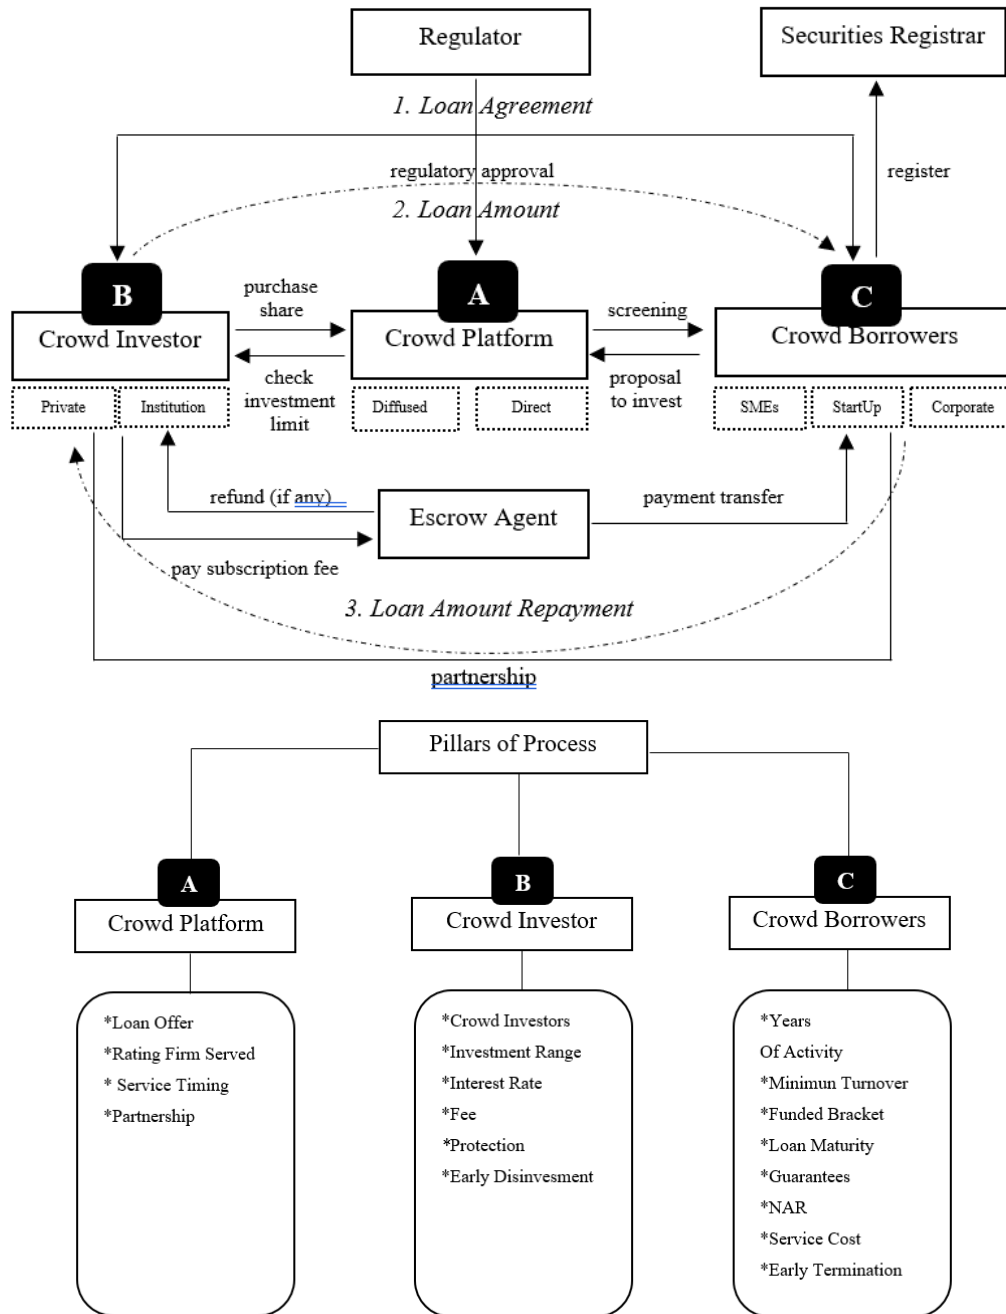 Regulator
Securities Registrar
1. Loan Agreement
regulatory approval
register
2. Loan Amount
B
A
C
Crowd Investor
purchase
share
check
investment
limit
Crowd Platform
screening
proposal
to invest
Crowd Borrowers
Private
Institution
Diffused
Direct
SMEs
StartUp
Corporate
refund (if any)
Escrow Agent
payment transfer
pay subscription fee
3. Loan Amount Repayment
partnership
Pillars of Process
A
Crowd Platform
B
Crowd Investor
C
Crowd Borrowers
*Loan Offer
*Rating Firm Served
* Service Timing
*Partnership
*Crowd Investors
*Investment Range
*Interest Rate
*Fee
*Protection
*Early Disinvesment
*Years
Of Activity
*Minimun Turnover
*Funded Bracket
*Loan Maturity
*Guarantees
*NAR
*Service Cost
*Early Termination